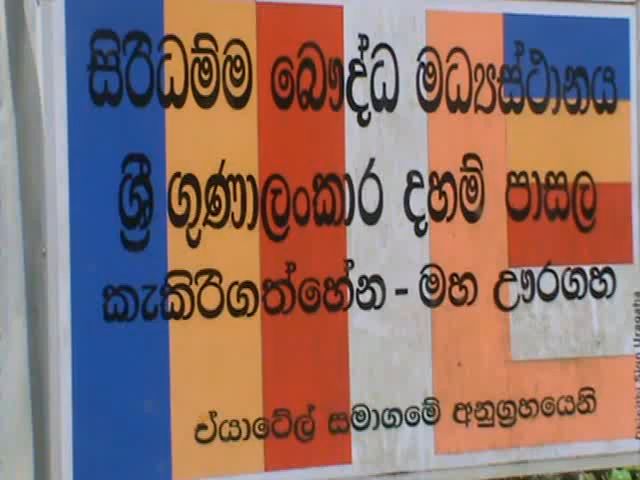 සිරිධම්ම බෞද්ධ මධ්‍යස්ථානය
ශ්‍රී ගුණාලංකාර දහම් පාසල
කැකිරිගත්හේන - මහ ඌරගහ
ඒයාටේල් සමාගමේ අනුග්‍රහයෙනි